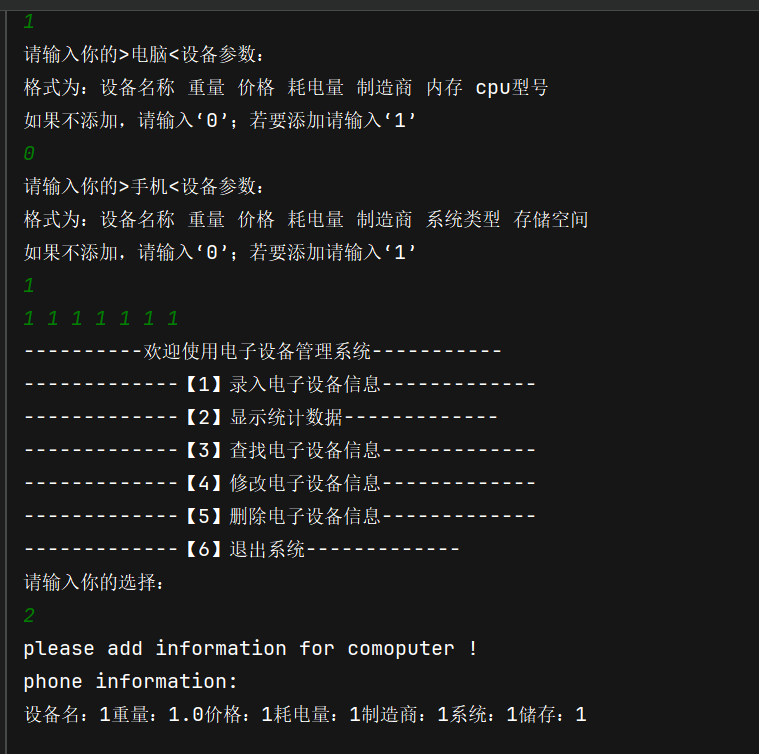 1
请输入你的>电脑<设备参数:
格式为: 设备名称 重量 价格 耗电量 制造商 内存 cpu型号
如果不添加，请输入‘0’；若要添加请输入‘1’
0
请输入你的>手机<设备参数:
格式为: 设备名称 重量 价格 耗电量 制造商 系统类型 存储空间
如果不添加，请输入‘0’；若要添加请输入‘1’
1
1 1 1 1 1 1 1
----------欢迎使用电子设备管理系统-----------
-------------【1】录入电子设备信息-------------
-------------【2】显示统计数据-------------
-------------【3】查找电子设备信息-------------
-------------【4】修改电子设备信息-------------
-------------【5】删除电子设备信息-------------
-------------【6】退出系统-------------
请输入你的选择:
2
please add information for comoputer !
phone information:
设备名: 1重量: 1.0价格: 1耗电量: 1制造商: 1系统: 1储存: 1